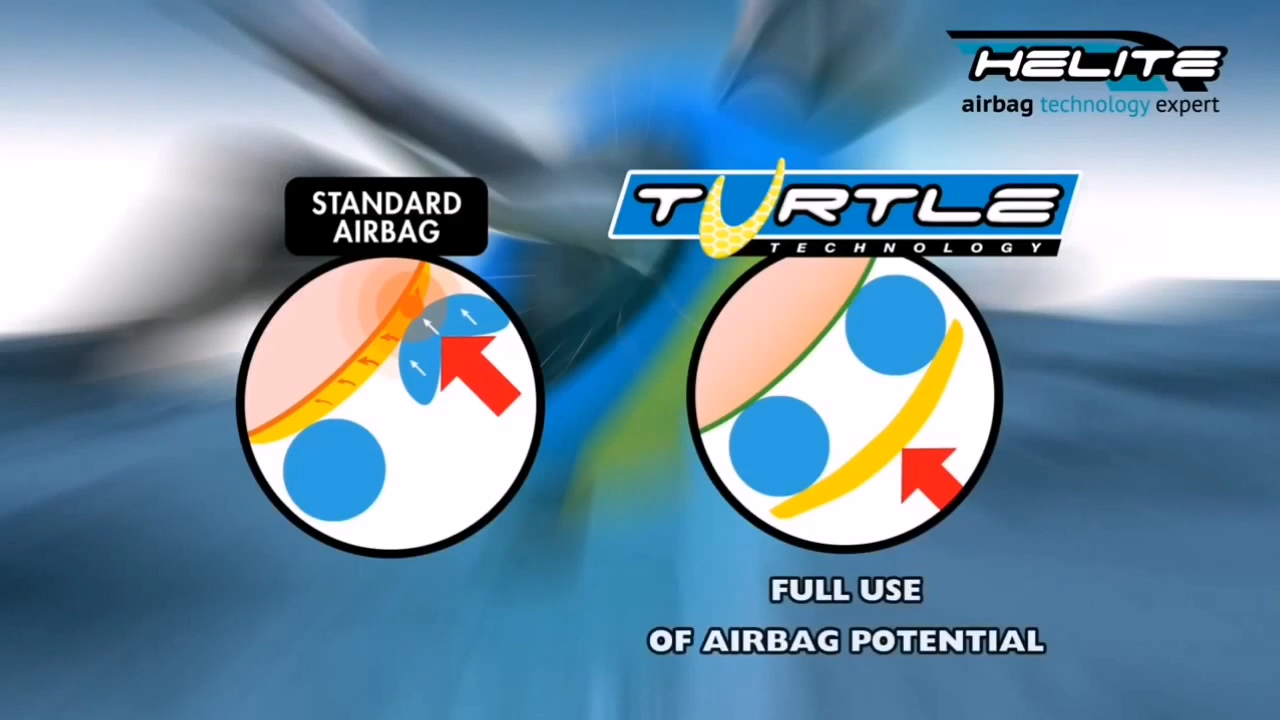 HELITE
airbag technology expert
STANDARD
AIRBAG
TURTLE
TECHNOLOGY
FULL USE
OF AIRBAG POTENTIAL